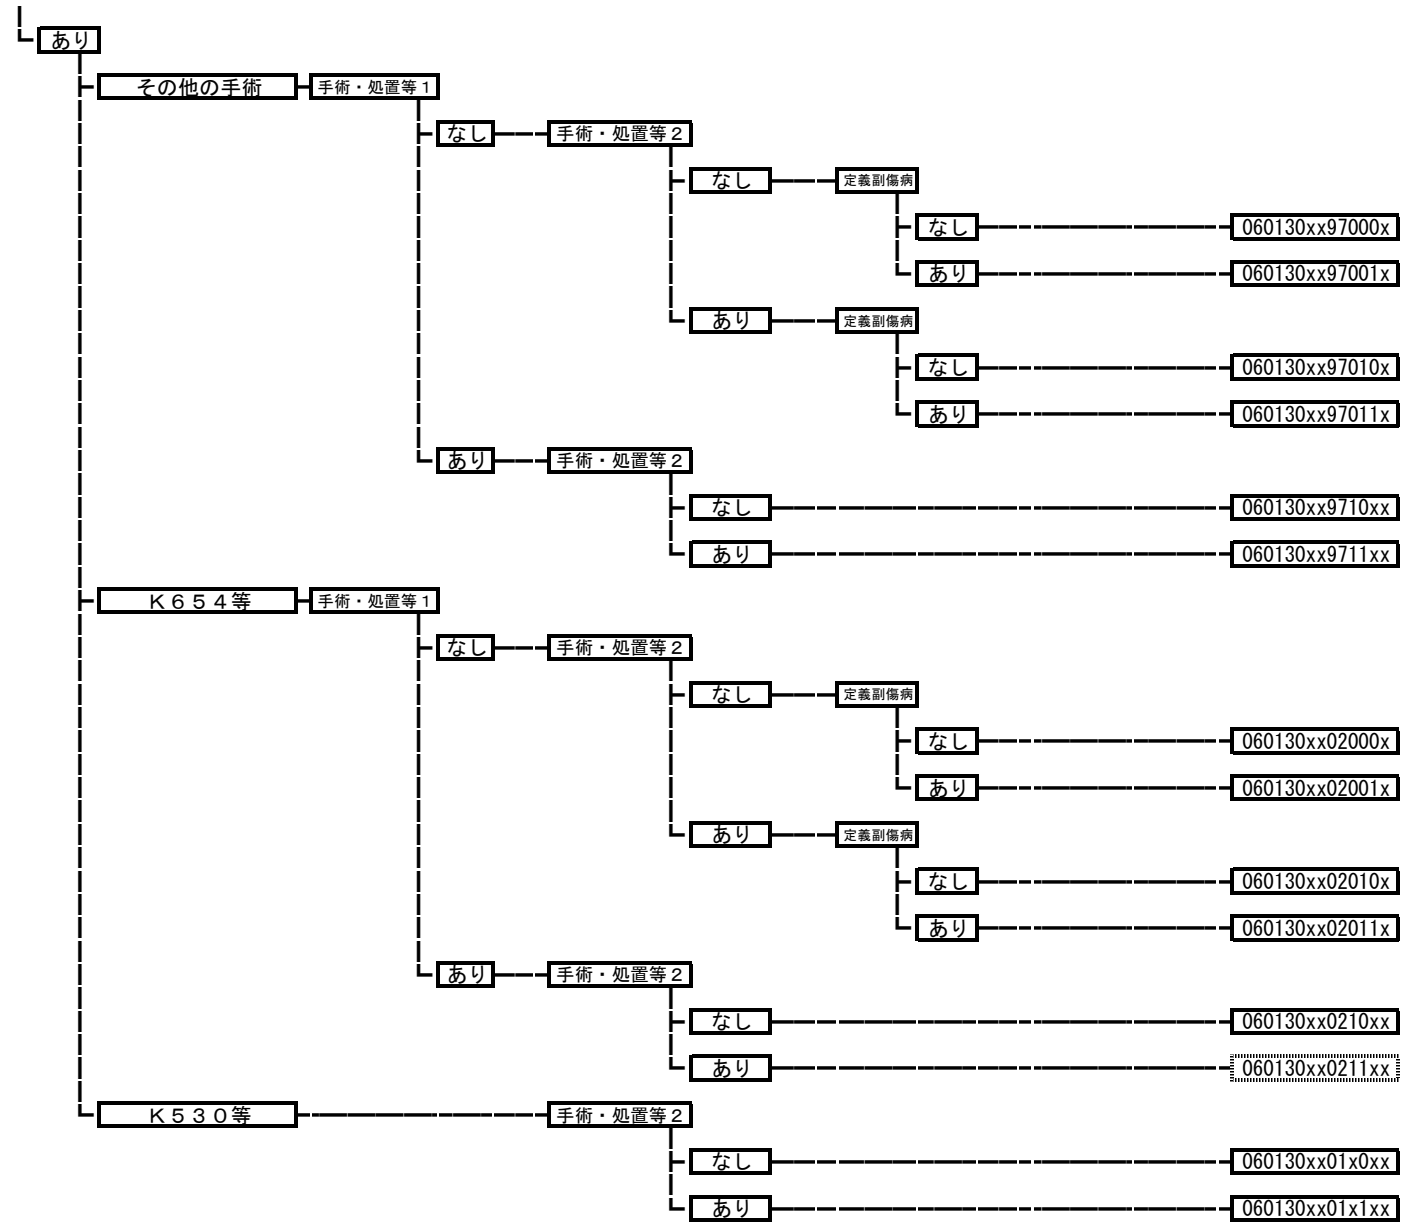 あり
その他の手術 手術・処置等1
なし 手術・処置等2
なし 定義副傷病
なし 060130xx97000x
あり 060130xx97001x
あり 定義副傷病
なし 060130xx97010x
あり 060130xx97011x
あり 手術・処置等2
なし 060130xx9710xx
あり 060130xx9711xx
K654等 手術・処置等1
なし 手術・処置等2
なし 定義副傷病
なし 060130xx02000x
あり 060130xx02001x
あり 定義副傷病
なし 060130xx02010x
あり 060130xx02011x
あり 手術・処置等2
なし 060130xx0210xx
あり 060130xx0211xx
K530等 手術・処置等2
なし 060130xx01x0xx
あり 060130xx01x1xx